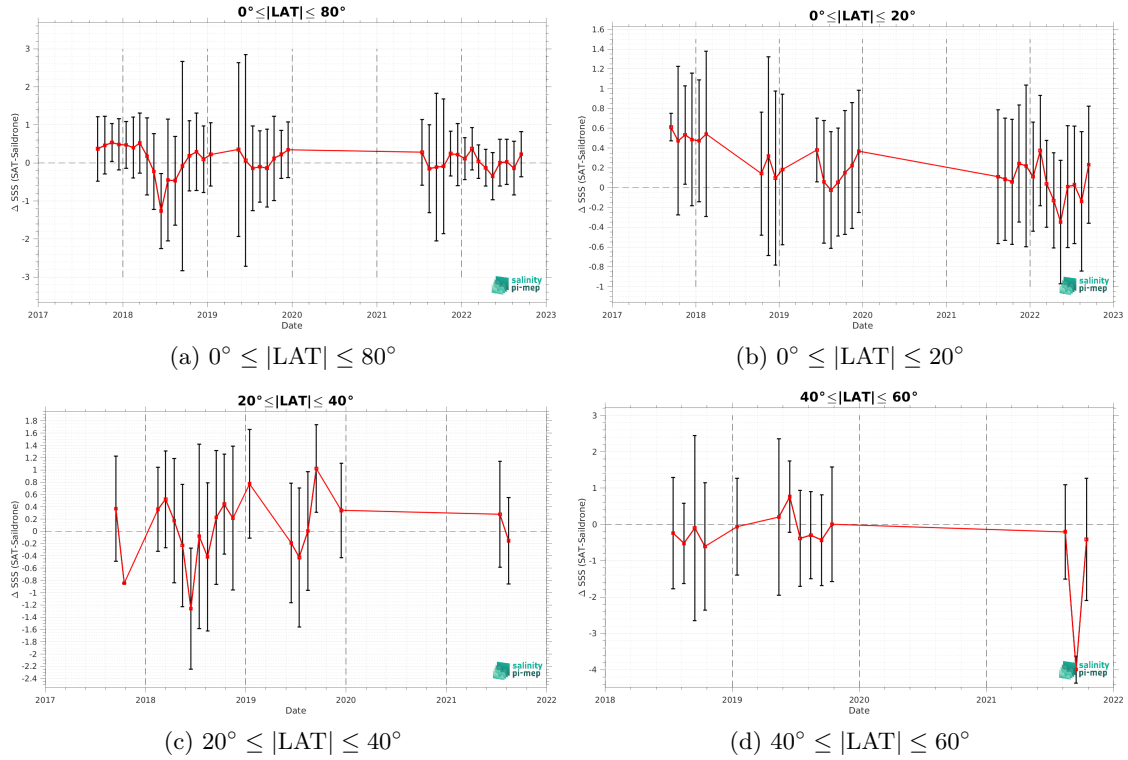 0°≤|LAT|≤ 80°
Δ SSS (SAT-Saildrone)
3
2
1
0
-1
-2
-3
2017 2018 2019 2020 2021 2022 2023
Date
salinity
pi-mep
(a) 0° ≤ |LAT| ≤ 80°
0°≤|LAT|≤ 20°
Δ SSS (SAT-Saildrone)
1.6
1.4
1.2
1
0.8
0.6
0.4
0.2
0
-0.2
-0.4
-0.6
-0.8
-1
2017 2018 2019 2020 2021 2022 2023
Date
salinity
pi-mep
(b) 0° ≤ |LAT| ≤ 20°
20°≤|LAT|≤ 40°
Δ SSS (SAT-Saildrone)
1.8
1.6
1.4
1.2
1
0.8
0.6
0.4
0.2
0
-0.2
-0.4
-0.6
-0.8
-1
-1.2
-1.4
-1.6
-1.8
-2
-2.2
-2.4
2017 2018 2019 2020 2021 2022
Date
salinity
pi-mep
(c) 20° ≤ |LAT| ≤ 40°
40°≤|LAT|≤ 60°
Δ SSS (SAT-Saildrone)
3
2
1
0
-1
-2
-3
-4
2018 2019 2020 2021 2022
Date
salinity
pi-mep
(d) 40° ≤ |LAT| ≤ 60°